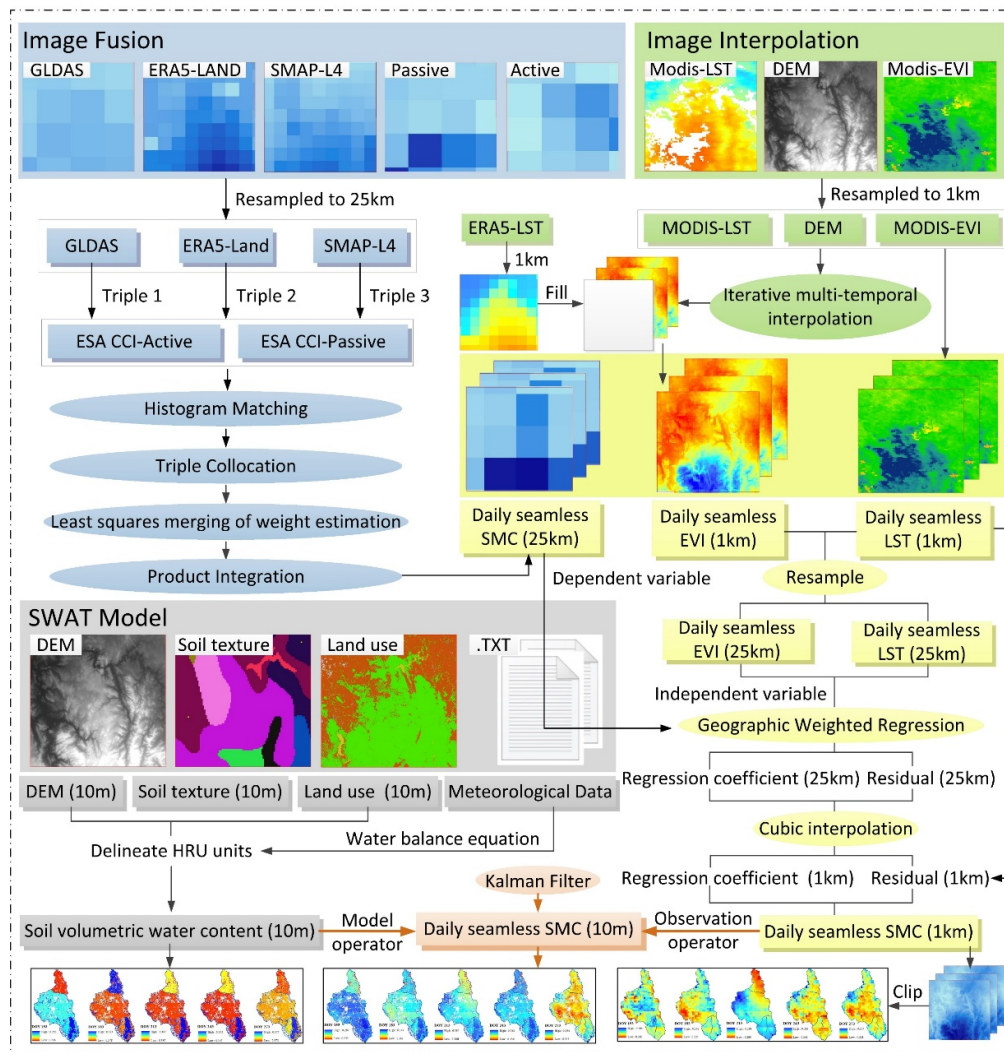 Image Fusion
GLDAS
ERA5-LAND
SMAP-L4
Passive
Active
Image Interpolation
Modis-LST
DEM
Modis-EVI
Resampled to 25km
GLDAS
ERA5-Land
SMAP-L4
Triple 1
Triple 2
Triple 3
ESA CCI-Active
ESA CCI-Passive
Histogram Matching
Triple Collocation
Least squares merging of weight estimation
Product Integration
Resampled to 1km
ERA5-LST
MODIS-LST
DEM
MODIS-EVI
1km
Fill
Iterative multi-temporal
interpolation
Daily seamless
SMC (25km)
Daily seamless
EVI (1km)
Daily seamless
LST (1km)
Dependent variable
Resample
Daily seamless
EVI (25km)
Daily seamless
LST (25km)
Independent variable
Geographic Weighted Regression
Regression coefficient (25km)
Residual (25km)
Cubic interpolation
Regression coefficient (1km)
Residual (1km)
SWAT Model
DEM
Soil texture
Land use
.TXT
DEM (10m)
Soil texture (10m)
Land use (10m)
Meteorological Data
Water balance equation
Delineate HRU units
Kalman Filter
Soil volumetric water content (10m)
Model
operator
Daily seamless SMC (10m)
Observation
operator
Daily seamless SMC (1km)
Clip